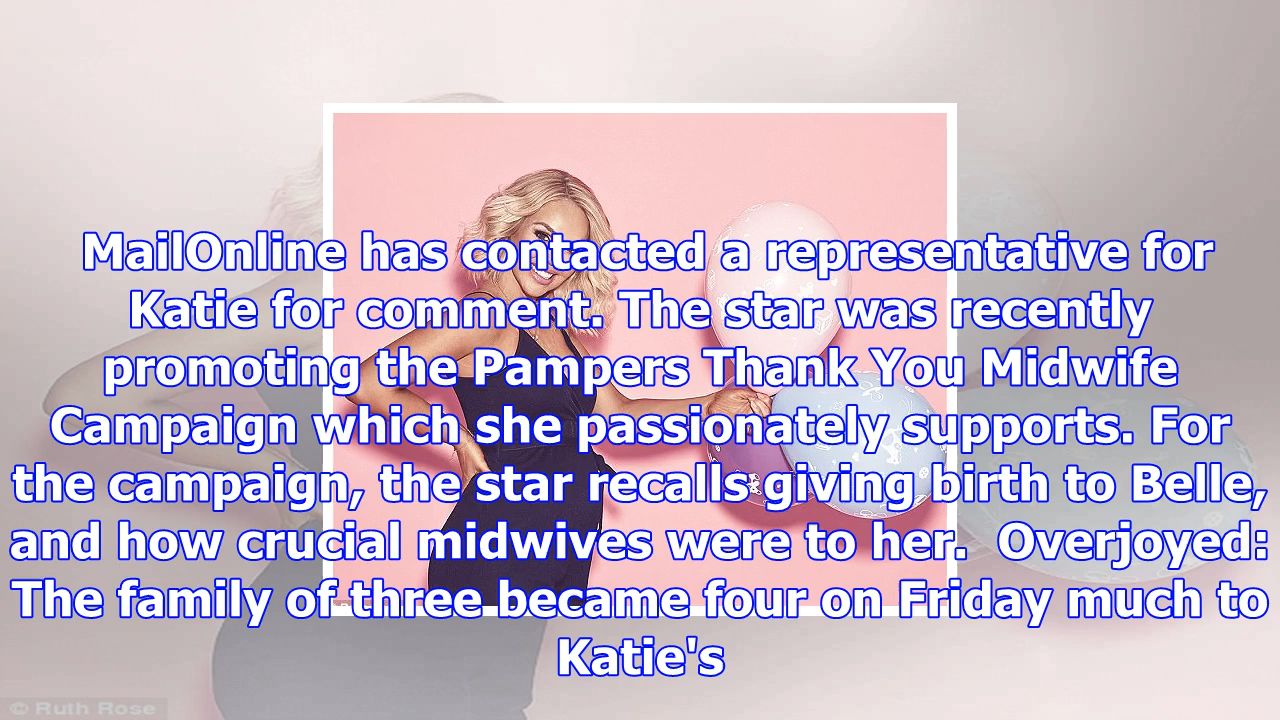 MailOnline has contacted a representative for
Katie for comment. The star was recently
promoting the Pampers Thank You Midwife
Campaign which she passionately supports. For
the campaign, the star recalls giving birth to Belle,
and how crucial midwives were to her.  Overjoyed:
The family of three became four on Friday much to
Katie's
© Ruth Rose